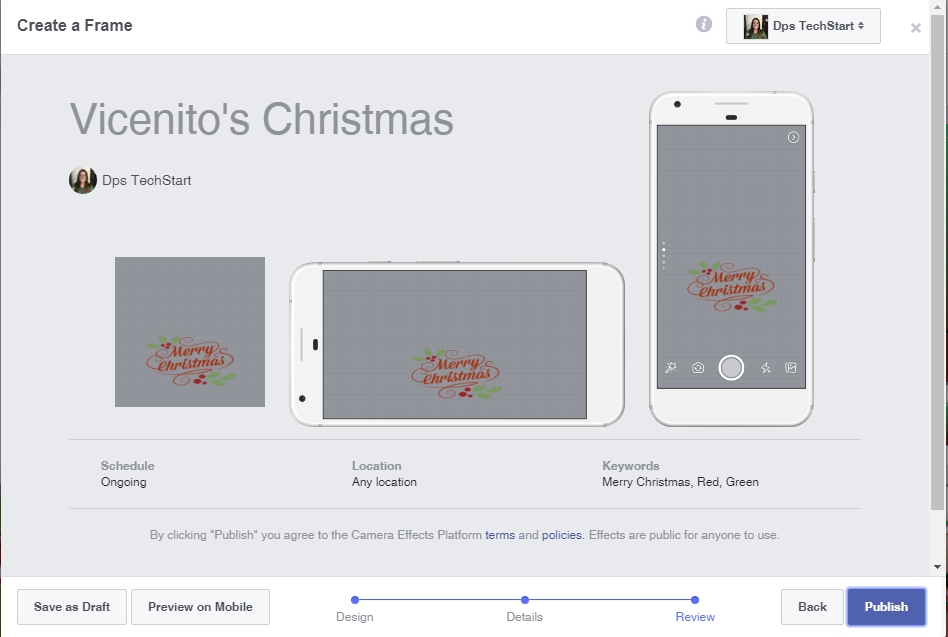 Create a Frame
i
Dps TechStart
Vicenito's Christmas
Dps TechStart
Merry
Christmas
Merry
Christmas
Merry
Christmas
Schedule
Ongoing
Location
Any location
Keywords
Merry Christmas, Red, Green
By clicking "Publish" you agree to the Camera Effects Platform terms and policies. Effects are public for anyone to use.
Save as Draft
Preview on Mobile
Design
Details
Review
Back
Publish